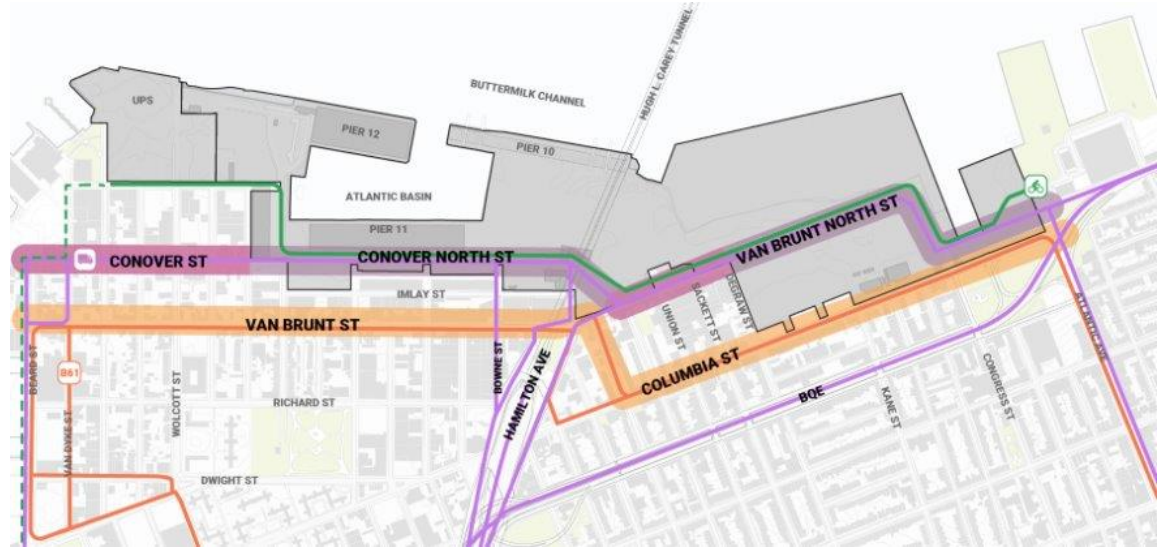 BUTTERMILK CHANNEL
HUGH L. CAREY TUNNEL
UPS
PIER 12
PIER 10
ATLANTIC BASIN
PIER 11
CONOVER ST
CONOVER NORTH ST
VAN BRUNT NORTH ST
IMLAY ST
VAN BRUNT ST
UNION ST
SACKETT ST
DEGRAW ST
COLUMBIA ST
ATLANTIC AVE
BEARD ST
B61
VAN DYKE ST
WOLCOTT ST
RICHARD ST
BOWNE ST
HAMILTON AVE
BQE
KANE ST
CONGRESS ST
DWIGHT ST